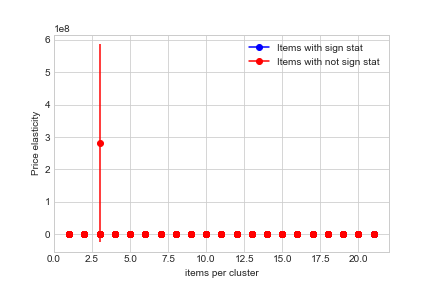 1e8
Items with sign stat
Items with not sign stat
6
5
4
3
2
1
0
Price elasticity
0.0 2.5 5.0 7.5 10.0 12.5 15.0 17.5 20.0
items per cluster